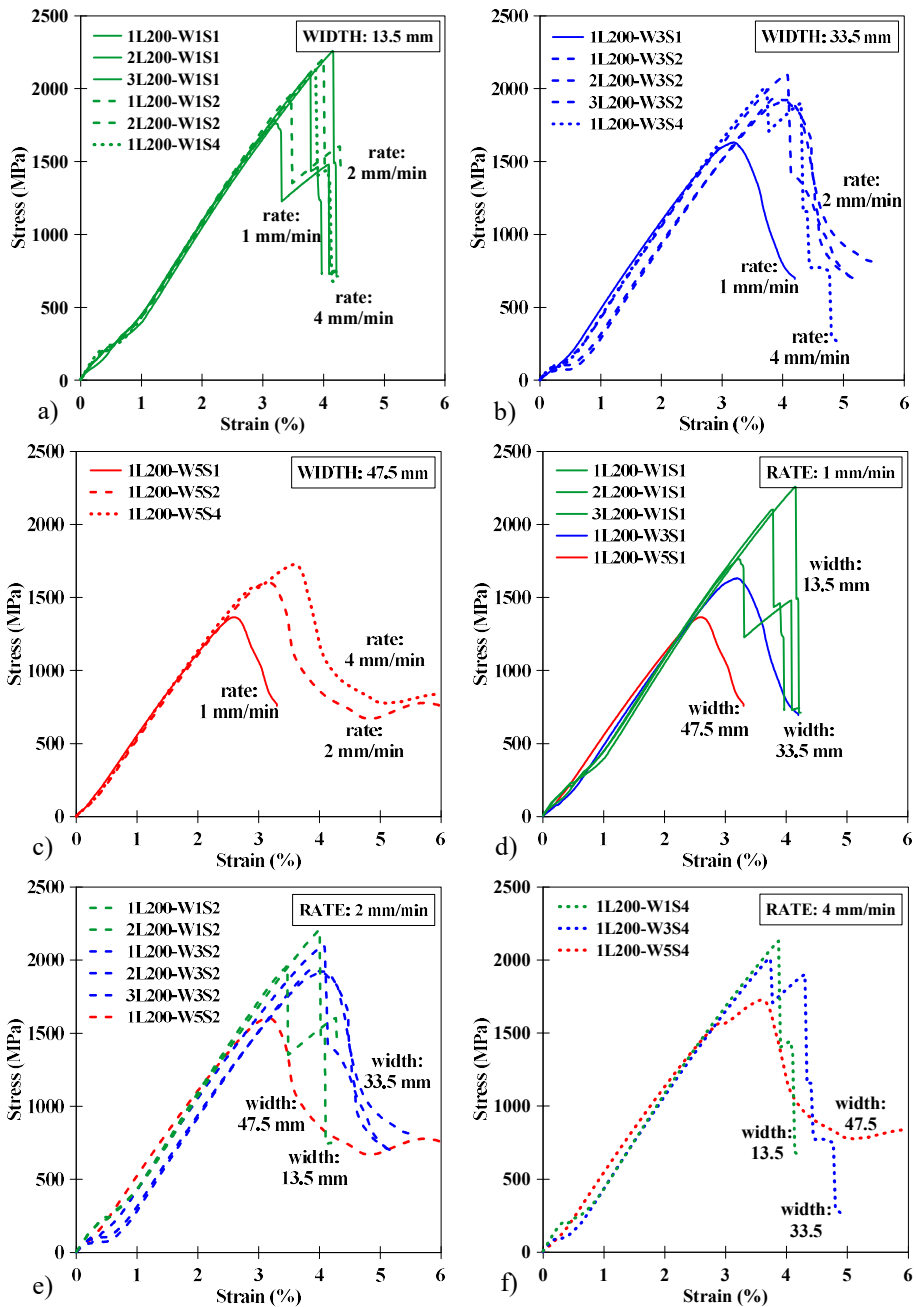 2500
2000
1500
1000
500
0
Stress (MPa)
1L200-W1S1
2L200-W1S1
3L200-W1S1
1L200-W1S2
2L200-W1S2
1L200-W1S4
WIDTH: 13.5 mm
rate:
2 mm/min
rate:
1 mm/min
rate:
4 mm/min
0 1 2 3 4 5 6
Strain (%)
a)
2500
2000
1500
1000
500
0
Stress (MPa)
1L200-W3S1
1L200-W3S2
2L200-W3S2
3L200-W3S2
1L200-W3S4
WIDTH: 33.5 mm
rate:
2 mm/min
rate:
1 mm/min
rate:
4 mm/min
0 1 2 3 4 5 6
Strain (%)
b)
2500
2000
1500
1000
500
0
Stress (MPa)
1L200-W5S1
1L200-W5S2
1L200-W5S4
WIDTH: 47.5 mm
rate:
4 mm/min
rate:
1 mm/min
rate:
2 mm/min
0 1 2 3 4 5 6
Strain (%)
c)
2500
2000
1500
1000
500
0
Stress (MPa)
1L200-W1S1
2L200-W1S1
3L200-W1S1
1L200-W3S1
1L200-W5S1
RATE: 1 mm/min
width:
13.5 mm
width:
47.5 mm
width:
33.5 mm
0 1 2 3 4 5 6
Strain (%)
d)
2500
2000
1500
1000
500
0
Stress (MPa)
1L200-W1S2
2L200-W1S2
1L200-W3S2
2L200-W3S2
3L200-W3S2
1L200-W5S2
RATE: 2 mm/min
width:
33.5 mm
width:
47.5 mm
width:
13.5 mm
0 1 2 3 4 5 6
Strain (%)
e)
2500
2000
1500
1000
500
0
Stress (MPa)
1L200-W1S4
1L200-W3S4
1L200-W5S4
RATE: 4 mm/min
width:
47.5
width:
13.5
width:
33.5
0 1 2 3 4 5 6
Strain (%)
f)